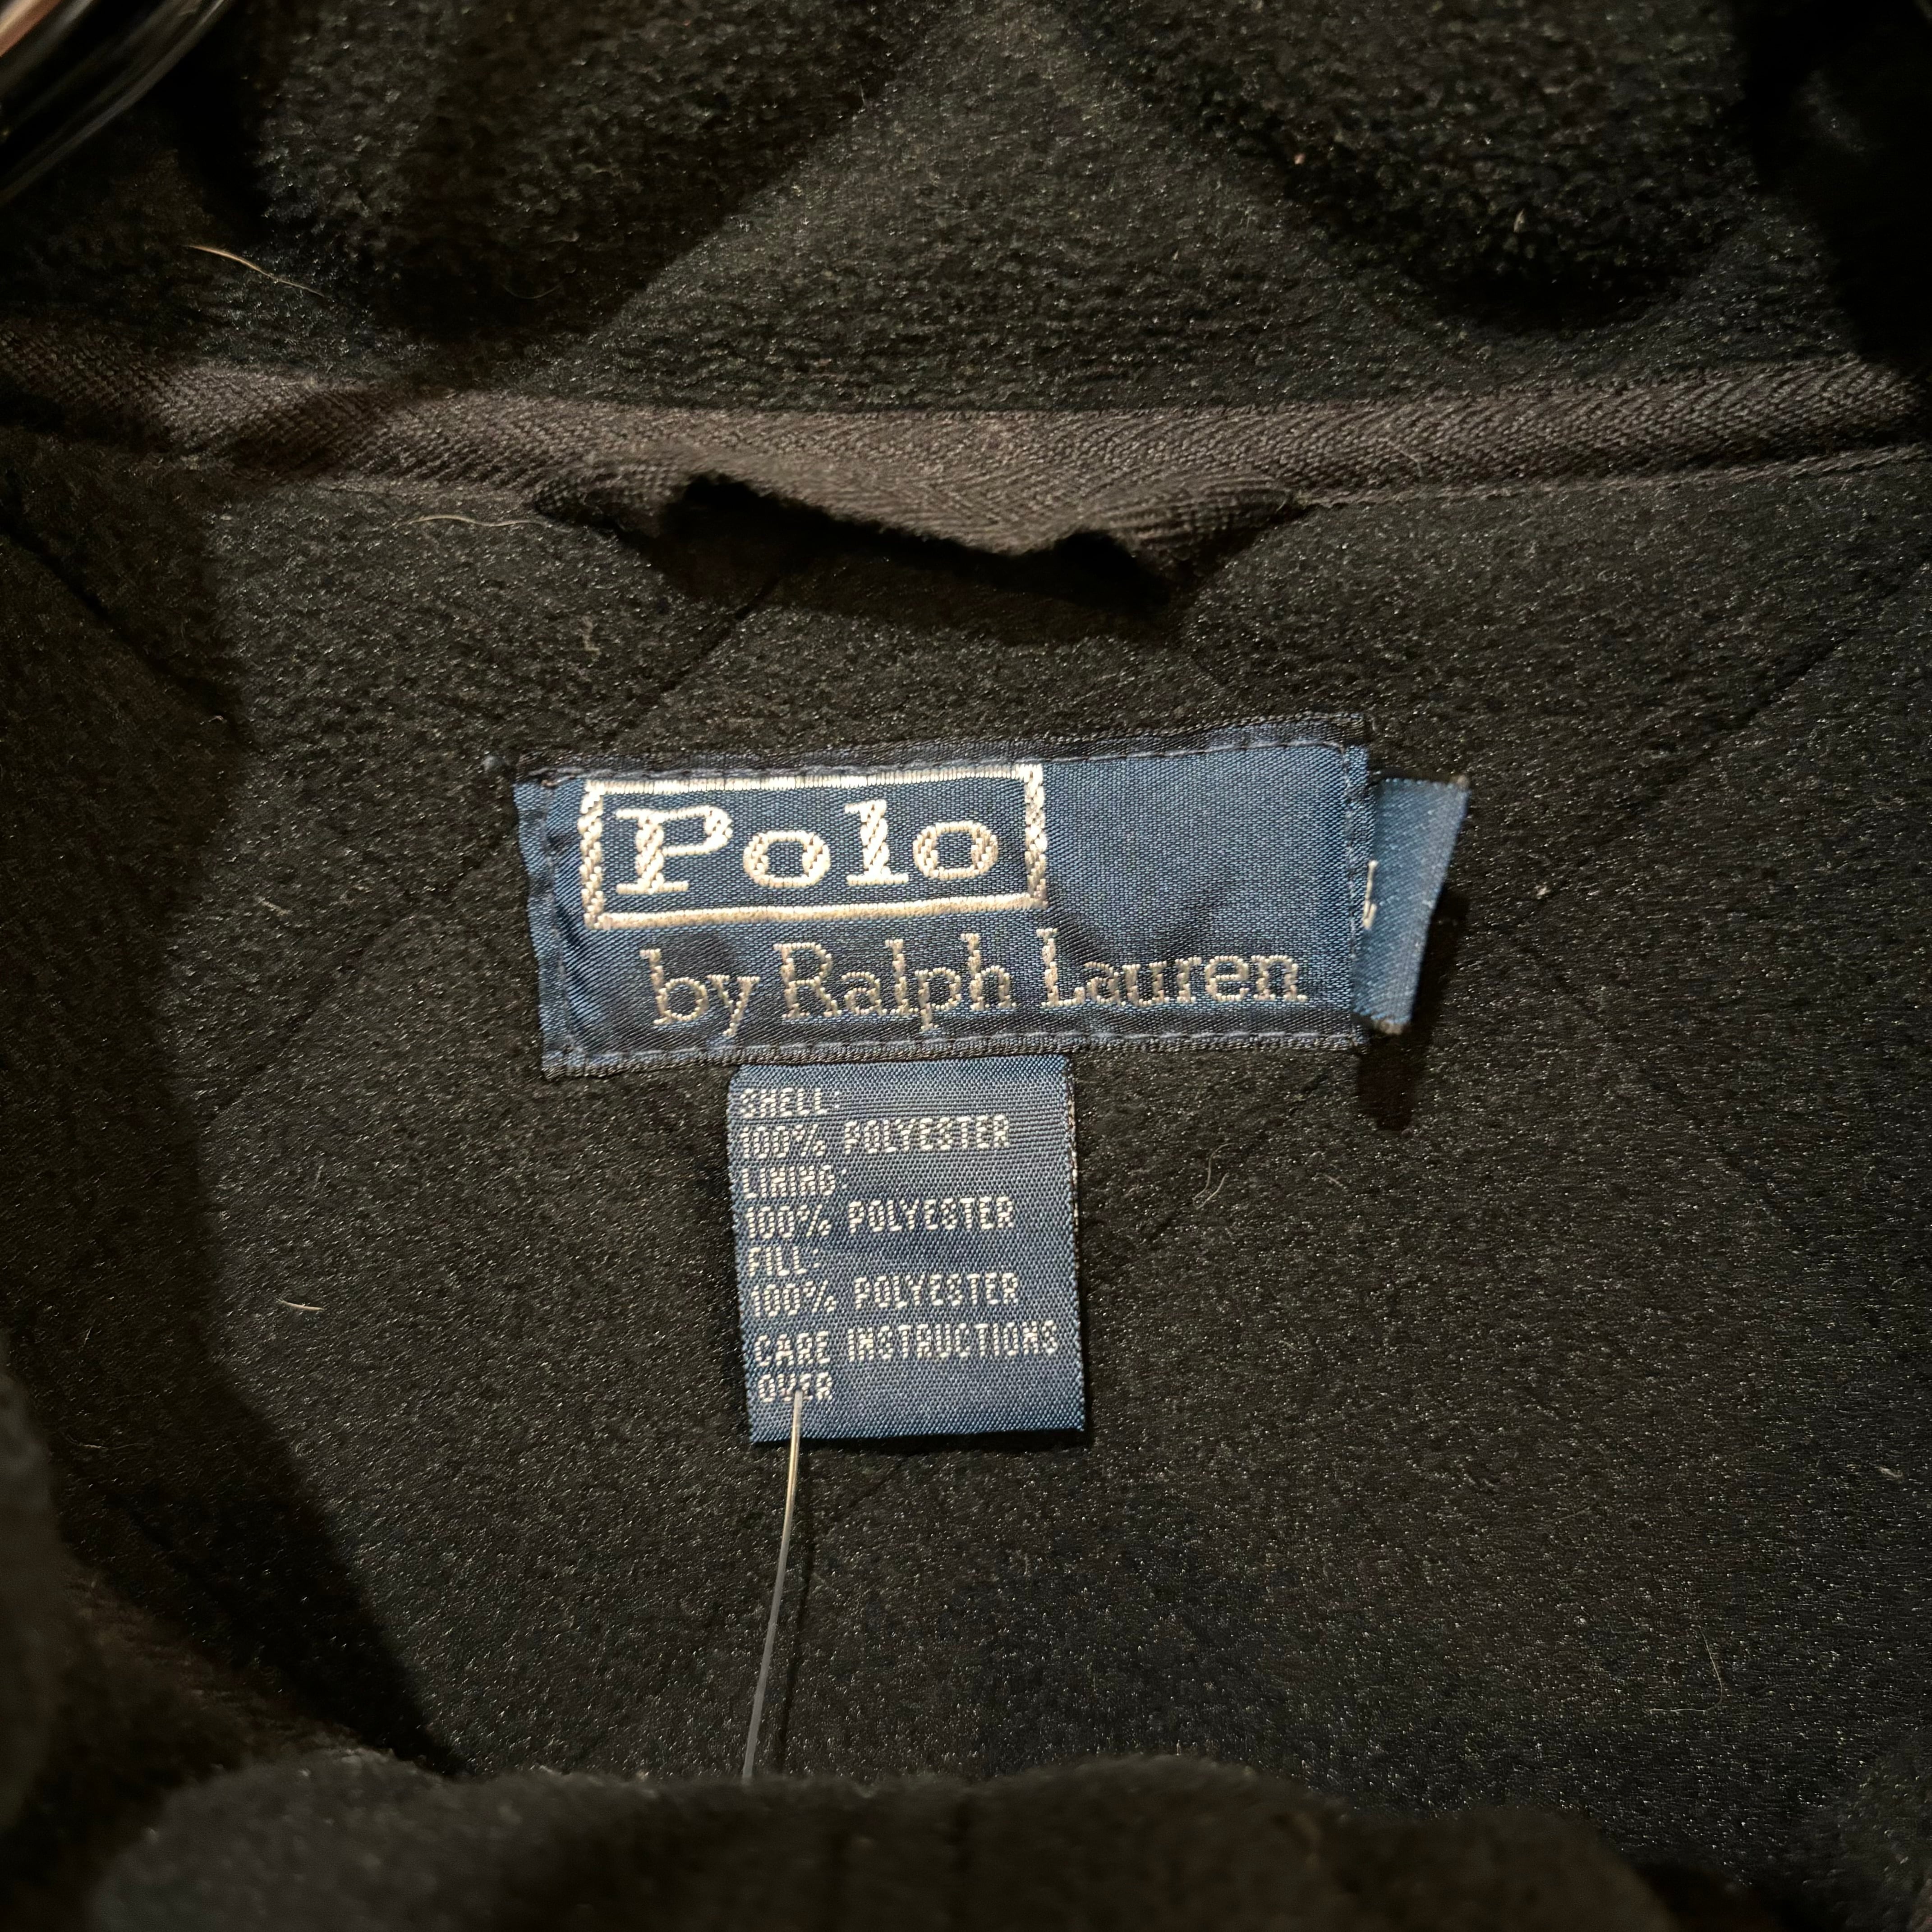 Polo
by Ralph Lauren
SHELL:
100% POLYESTER
LINING:
100% POLYESTER
FILL:
100% POLYESTER
CARE INSTRUCTIONS
OVER